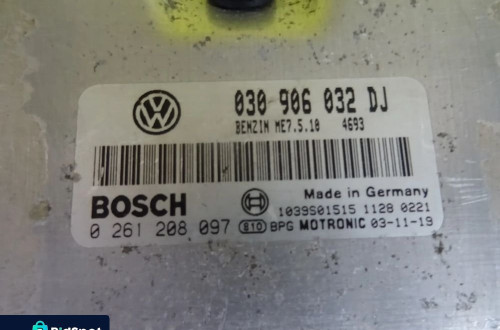 030 906 032 DJ
BENZIN ME7.5.10 4693
BOSCH
Made in Germany
1039S01515 1128 0221
0 261 208 097 BPG MOTRONIC 03-11-19
BidSpot